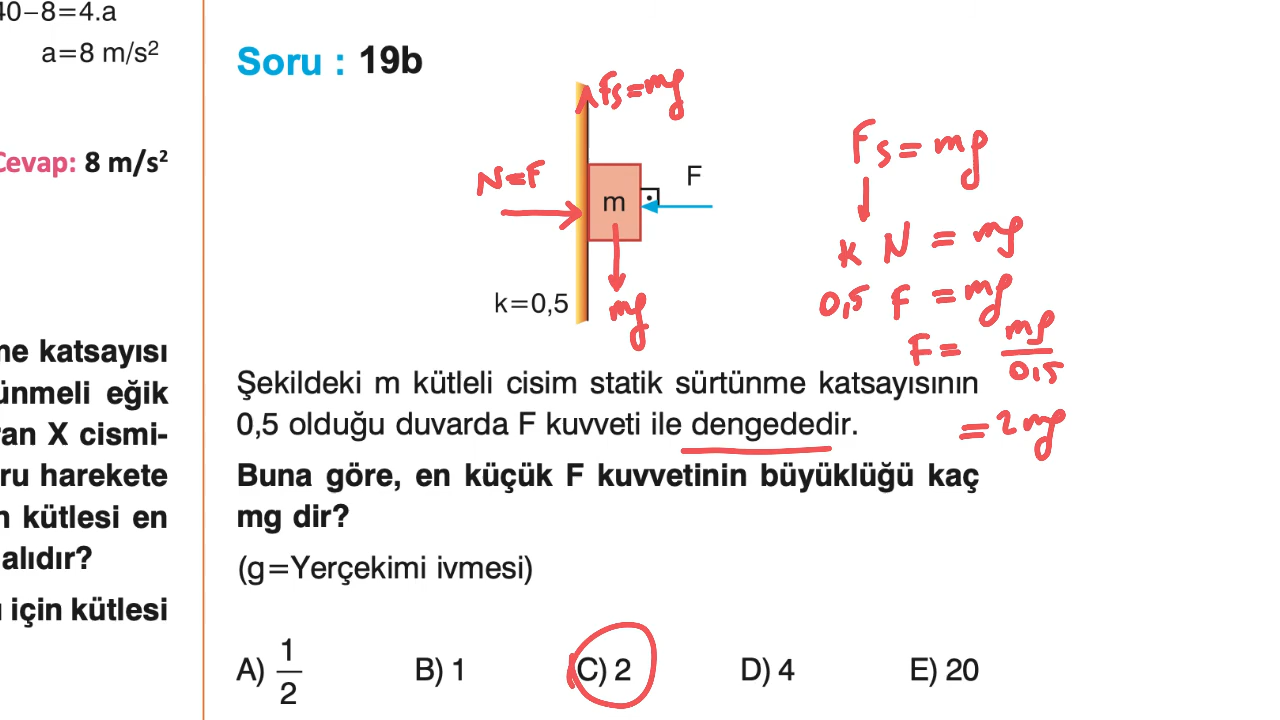 40−8=4.a
a=8 m/s²
Cevap: 8 m/s²
me katsayısı
ünmeli eğik
ran X cismi-
ru harekete
n kütlesi en
alıdır?
ı için kütlesi
Soru : 19b
fs=mg
N=F
m
F
k=0,5
mg
Fs=mg
k N = mg
0,5 F = mg
F= mg/0,5
= 2mg
Şekildeki m kütleli cisim statik sürtünme katsayısının
0,5 olduğu duvarda F kuvveti ile dengededir.
Buna göre, en küçük F kuvvetinin büyüklüğü kaç
mg dir?
(g=Yerçekimi ivmesi)
A) 1/2 B) 1 C) 2 D) 4 E) 20